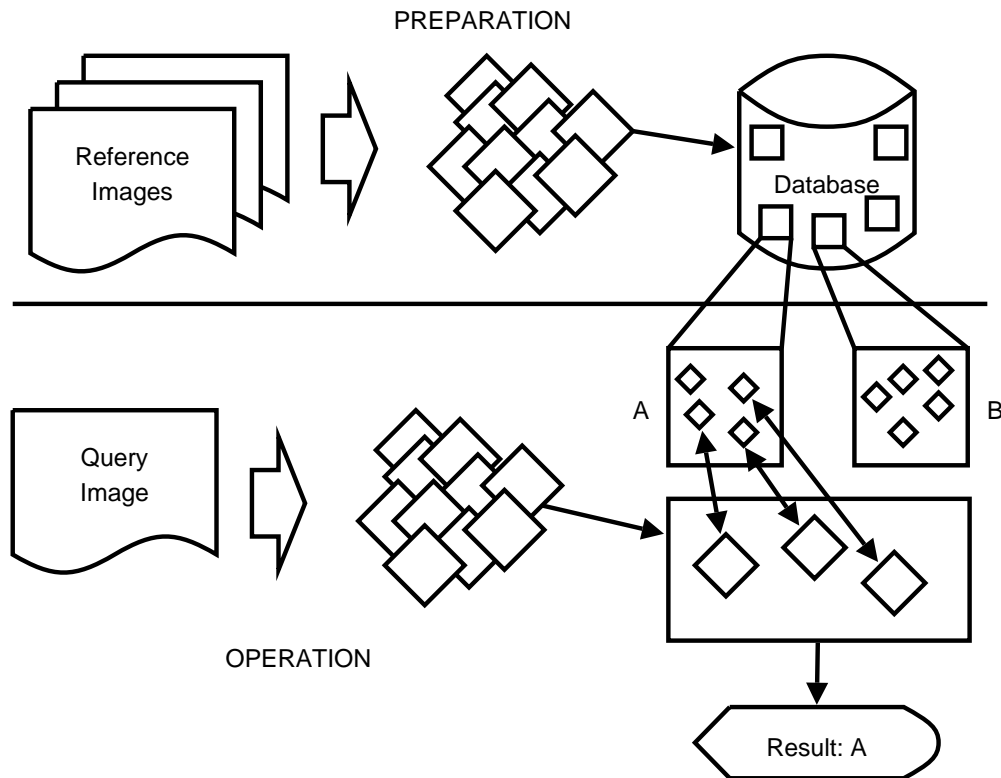 PREPARATION
Reference
Images
Database
A
B
Query
Image
OPERATION
Result: A